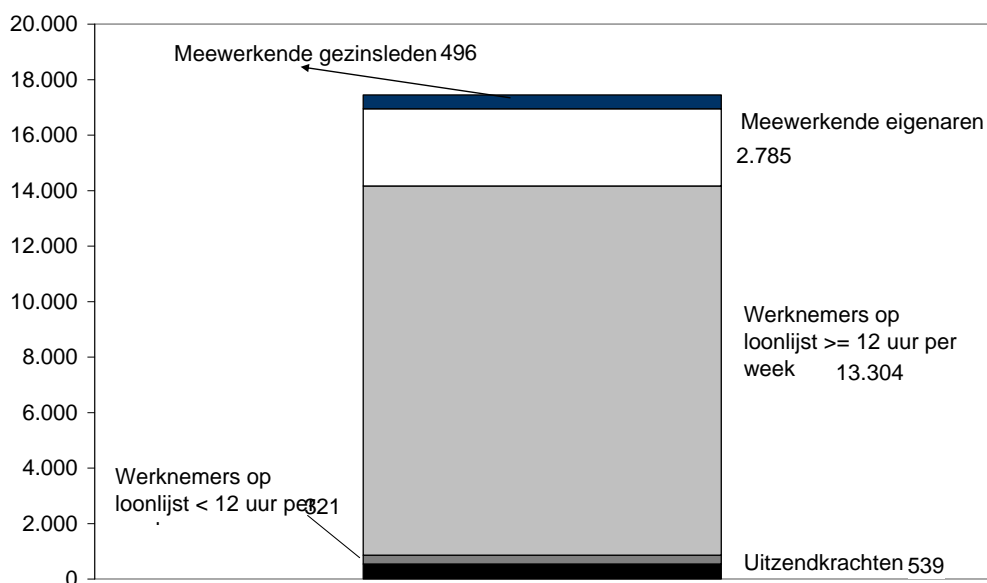 20.000
18.000
16.000
14.000
12.000
10.000
8.000
6.000
4.000
2.000
0
Meewerkende gezinsleden 496
Meewerkende eigenaren
2.785
Werknemers op
loonlijst >= 12 uur per
week 13.304
Werknemers op
loonlijst < 12 uur per 321
Uitzendkrachten 539